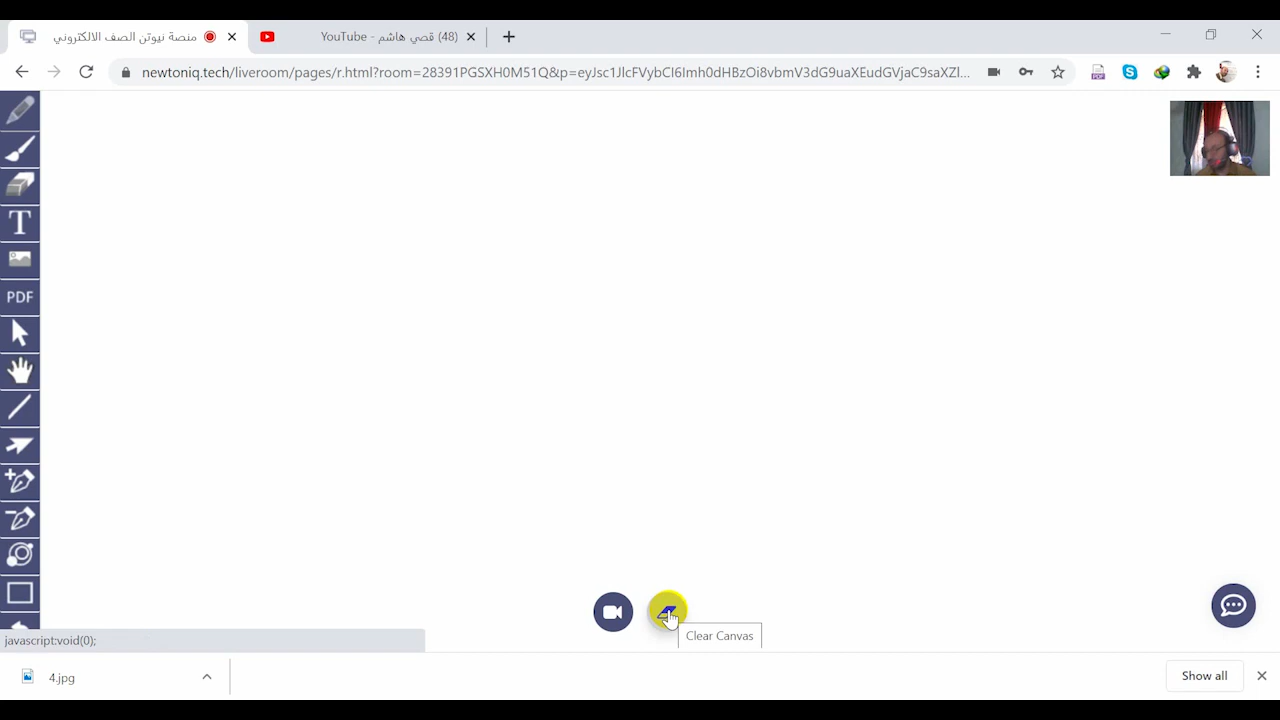 منصة نيوتن الصف الالكتروني
(48) قصي هاشم - YouTube
newtoniq.tech/liveroom/pages/r.html?room=28391PGSXH0M51Q&p=eyJsc1JlcFVybCI6Imh0dHBzOi8vbmV3dG9uaXEudGVjaC9saXZl...
PDF
T
PDF
Clear Canvas
javascript:void(0);
4.jpg
Show all